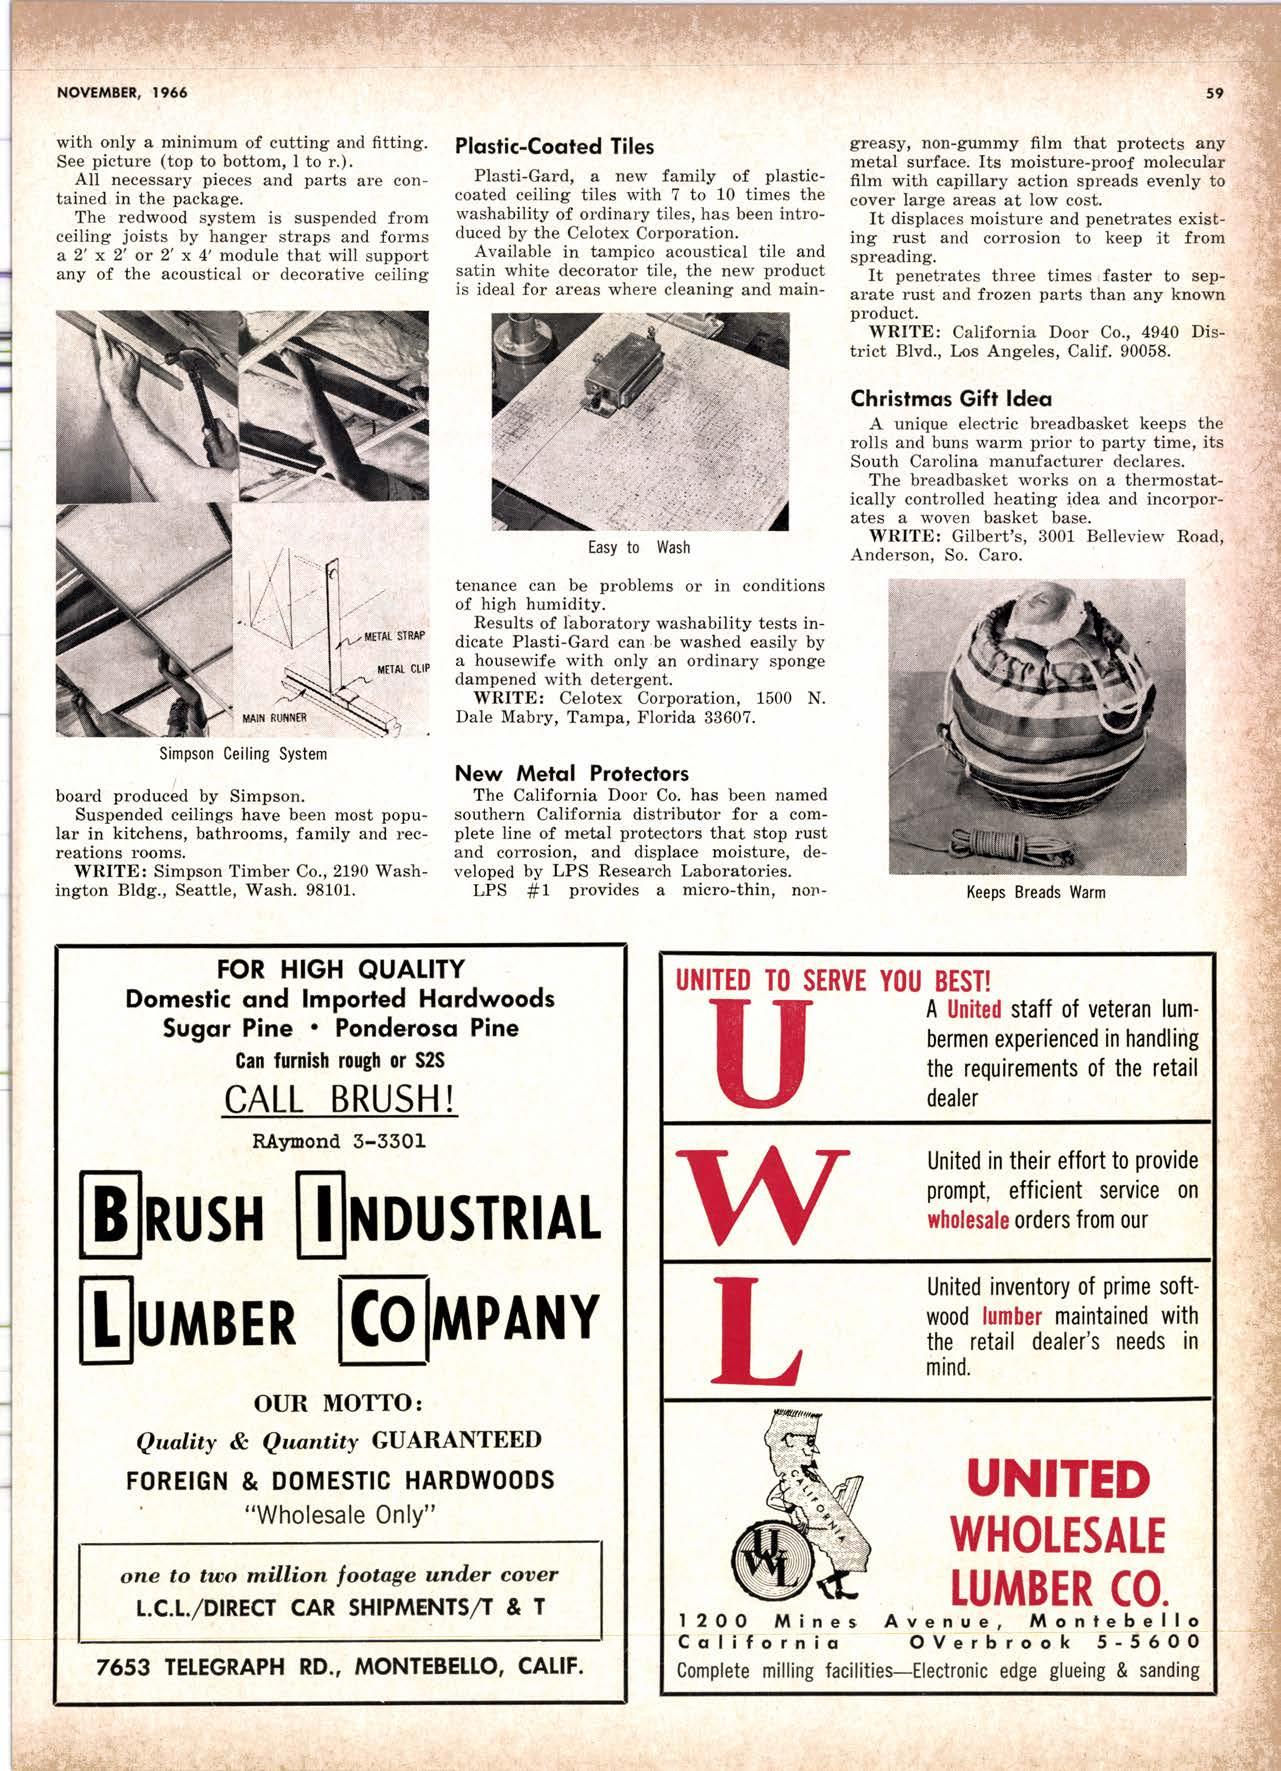 NOVEMBER, 1966
59
with only a minimum of cutting and fitting.
See picture (top to bottom, l to r.).
All necessary pieces and parts are con-
tained in the package.
The redwood system is suspended from
ceiling joists by hanger straps and forms
a 2' x 2' or 2' x 4' module that will support
any of the acoustical or decorative ceiling
METAL STRAP
METAL CLIP
MAIN RUNNER
Simpson Ceiling System
board produced by Simpson.
Suspended ceilings have been most popu-
lar in kitchens, bathrooms, family and rec-
reations rooms.
WRITE: Simpson Timber Co., 2190 Wash-
ington Bldg., Seattle, Wash. 98101.
Plastic-Coated Tiles
Plasti-Gard, a new family of plastic-
coated ceiling tiles with 7 to 10 times the
washability of ordinary tiles, has been intro-
duced by the Celotex Corporation.
Available in tampico acoustical tile and
satin white decorator tile, the new product
is ideal for areas where cleaning and main-
Easy to Wash
tenance can be problems or in conditions
of high humidity.
Results of laboratory washability tests in-
dicate Plasti-Gard can be washed easily by
a housewife with only an ordinary sponge
dampened with detergent.
WRITE: Celotex Corporation, 1500 N.
Dale Mabry, Tampa, Florida 33607.
New Metal Protectors
The California Door Co. has been named
southern California distributor for a com-
plete line of metal protectors that stop rust
and corrosion, and displace moisture, de-
veloped by LPS Research Laboratories.
LPS #1 provides a micro-thin, non-
greasy, non-gummy film that protects any
metal surface. Its moisture-proof molecular
film with capillary action spreads evenly to
cover large areas at low cost.
It displaces moisture and penetrates exist-
ing rust and corrosion to keep it from
spreading.
It penetrates three times faster to sep-
arate rust and frozen parts than any known
product.
WRITE: California Door Co., 4940 Dis-
trict Blvd., Los Angeles, Calif. 90058.
Christmas Gift Idea
A unique electric breadbasket keeps the
rolls and buns warm prior to party time, its
South Carolina manufacturer declares.
The breadbasket works on a thermostat-
ically controlled heating idea and incorpor-
ates a woven basket base.
WRITE: Gilbert's, 3001 Belleview Road,
Anderson, So. Caro.
Keeps Breads Warm
FOR HIGH QUALITY
Domestic and Imported Hardwoods
Sugar Pine • Ponderosa Pine
Can furnish rough or S2S
CALL BRUSH!
RAymond 3-3301
BRUSH INDUSTRIAL
LUMBER COMPANY
OUR MOTTO:
Quality & Quantity GUARANTEED
FOREIGN & DOMESTIC HARDWOODS
"Wholesale Only"
one to two million footage under cover
L.C.L./DIRECT CAR SHIPMENTS/T & T
7653 TELEGRAPH RD., MONTEBELLO, CALIF.
UNITED TO SERVE YOU BEST!
U
A United staff of veteran lum-
bermen experienced in handling
the requirements of the retail
dealer
W
United in their effort to provide
prompt, efficient service on
wholesale orders from our
L
United inventory of prime soft-
wood lumber maintained with
the retail dealer's needs in
mind.
CALIFORNIA
UWL
UNITED
WHOLESALE
LUMBER CO.
1200 Mines Avenue, Montebello
California OVerbrook 5-5600
Complete milling facilities—Electronic edge glueing & sanding